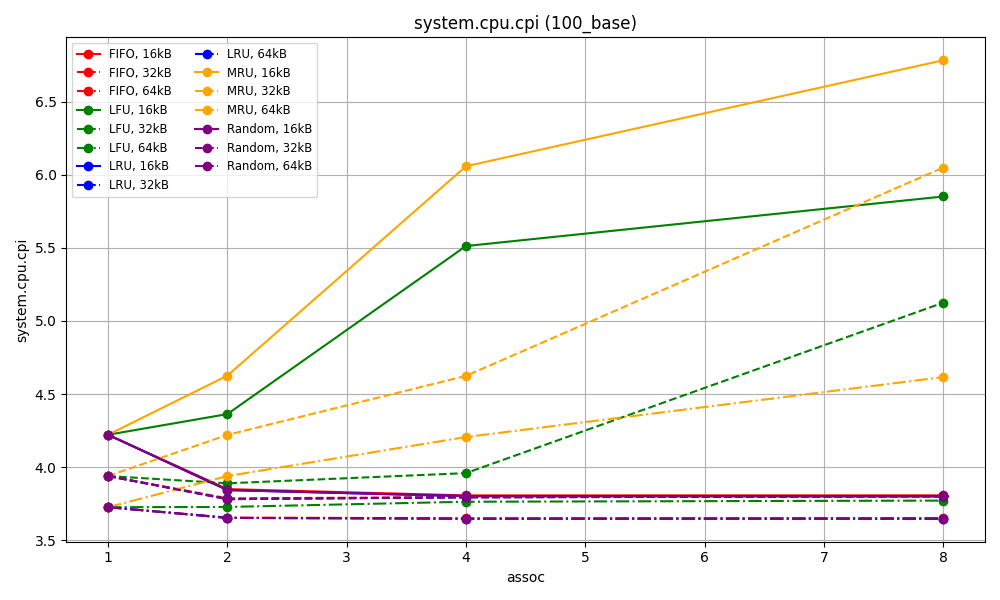 system.cpu.cpi (100_base)
FIFO, 16kB
FIFO, 32kB
FIFO, 64kB
LFU, 16kB
LFU, 32kB
LFU, 64kB
LRU, 16kB
LRU, 32kB
LRU, 64kB
MRU, 16kB
MRU, 32kB
MRU, 64kB
Random, 16kB
Random, 32kB
Random, 64kB
system.cpu.cpi
6.5
6.0
5.5
5.0
4.5
4.0
3.5
1 2 3 4 5 6 7 8
assoc